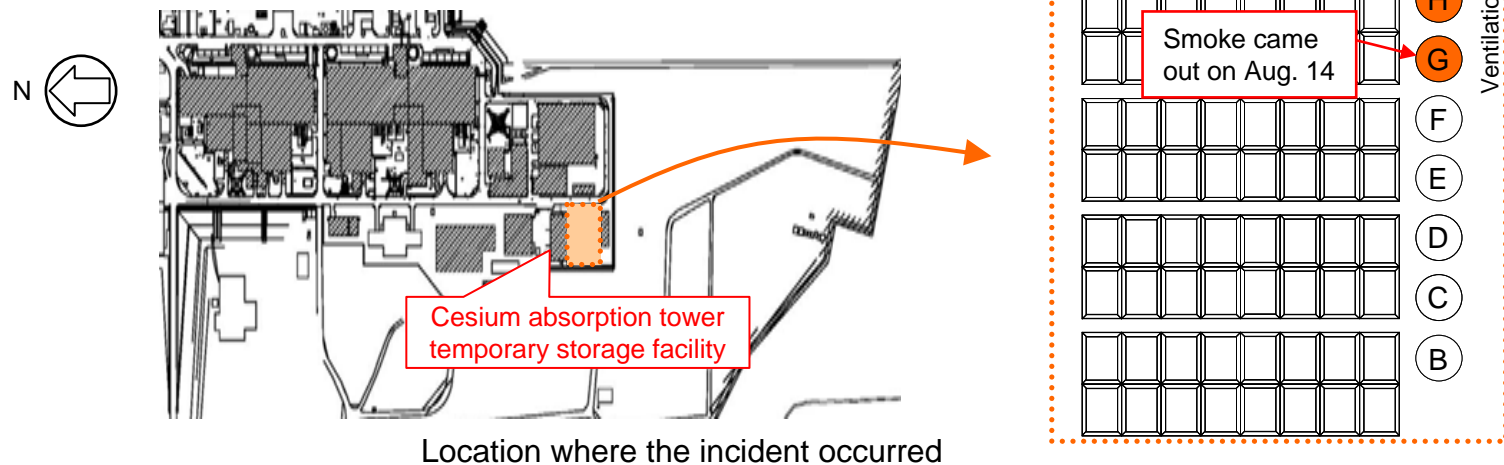 N
Cesium absorption tower
temporary storage facility
Location where the incident occurred
Smoke came
out on Aug. 14
H
G
F
E
D
C
B